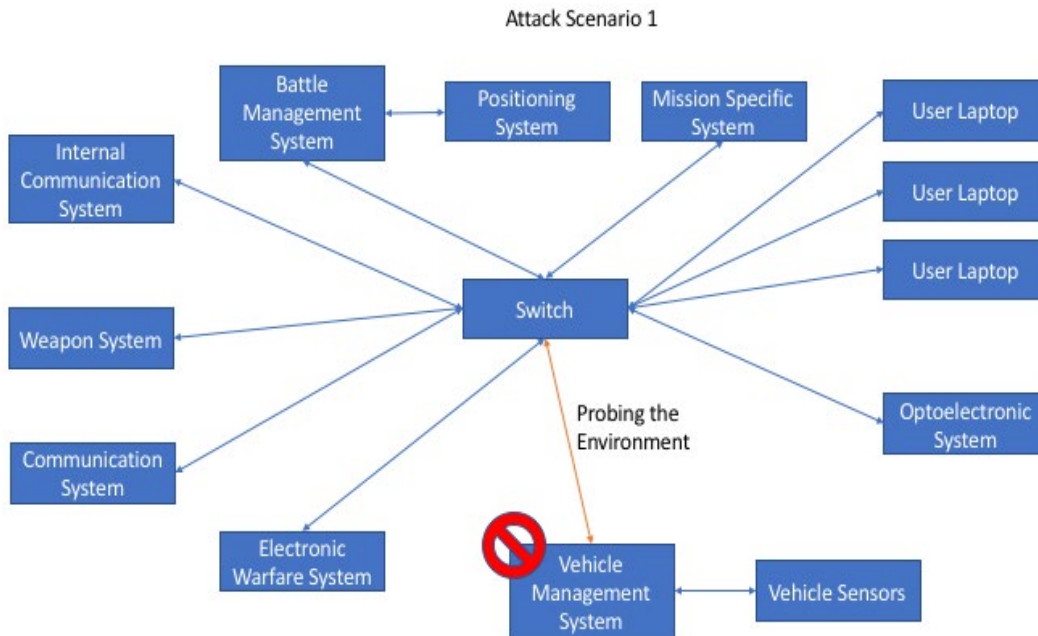 Attack Scenario 1
Battle
Management
System
Positioning
System
Mission Specific
System
User Laptop
Internal
Communication
System
User Laptop
User Laptop
Switch
Weapon System
Probing the
Environment
Optoelectronic
System
Communication
System
Electronic
Warfare System
Vehicle
Management
System
Vehicle Sensors